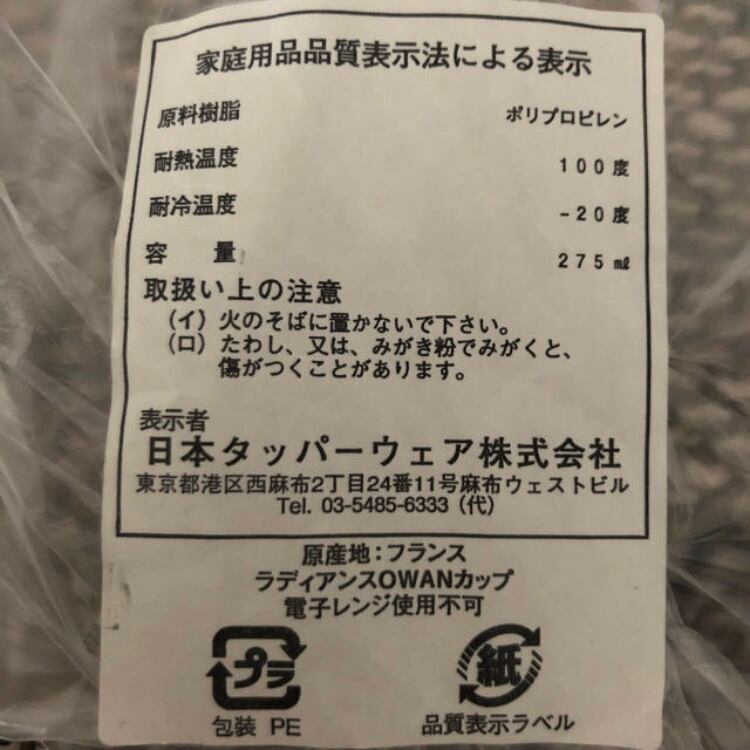 家庭用品品質表示法による表示
原料樹脂 ポリプロピレン
耐熱温度 100度
耐冷温度 -20度
容 量 275㎖
取扱い上の注意
(イ) 火のそばに置かないで下さい。
(ロ) たわし、又は、みがき粉でみがくと、
傷がつくことがあります。
表示者
日本タッパーウェア株式会社
東京都港区西麻布2丁目24番11号麻布ウェストビル
Tel. 03-5485-6333 (代)
原産地:フランス
ラディアンスOWANカップ
電子レンジ使用不可
プラ 紙
包装 PE 品質表示ラベル